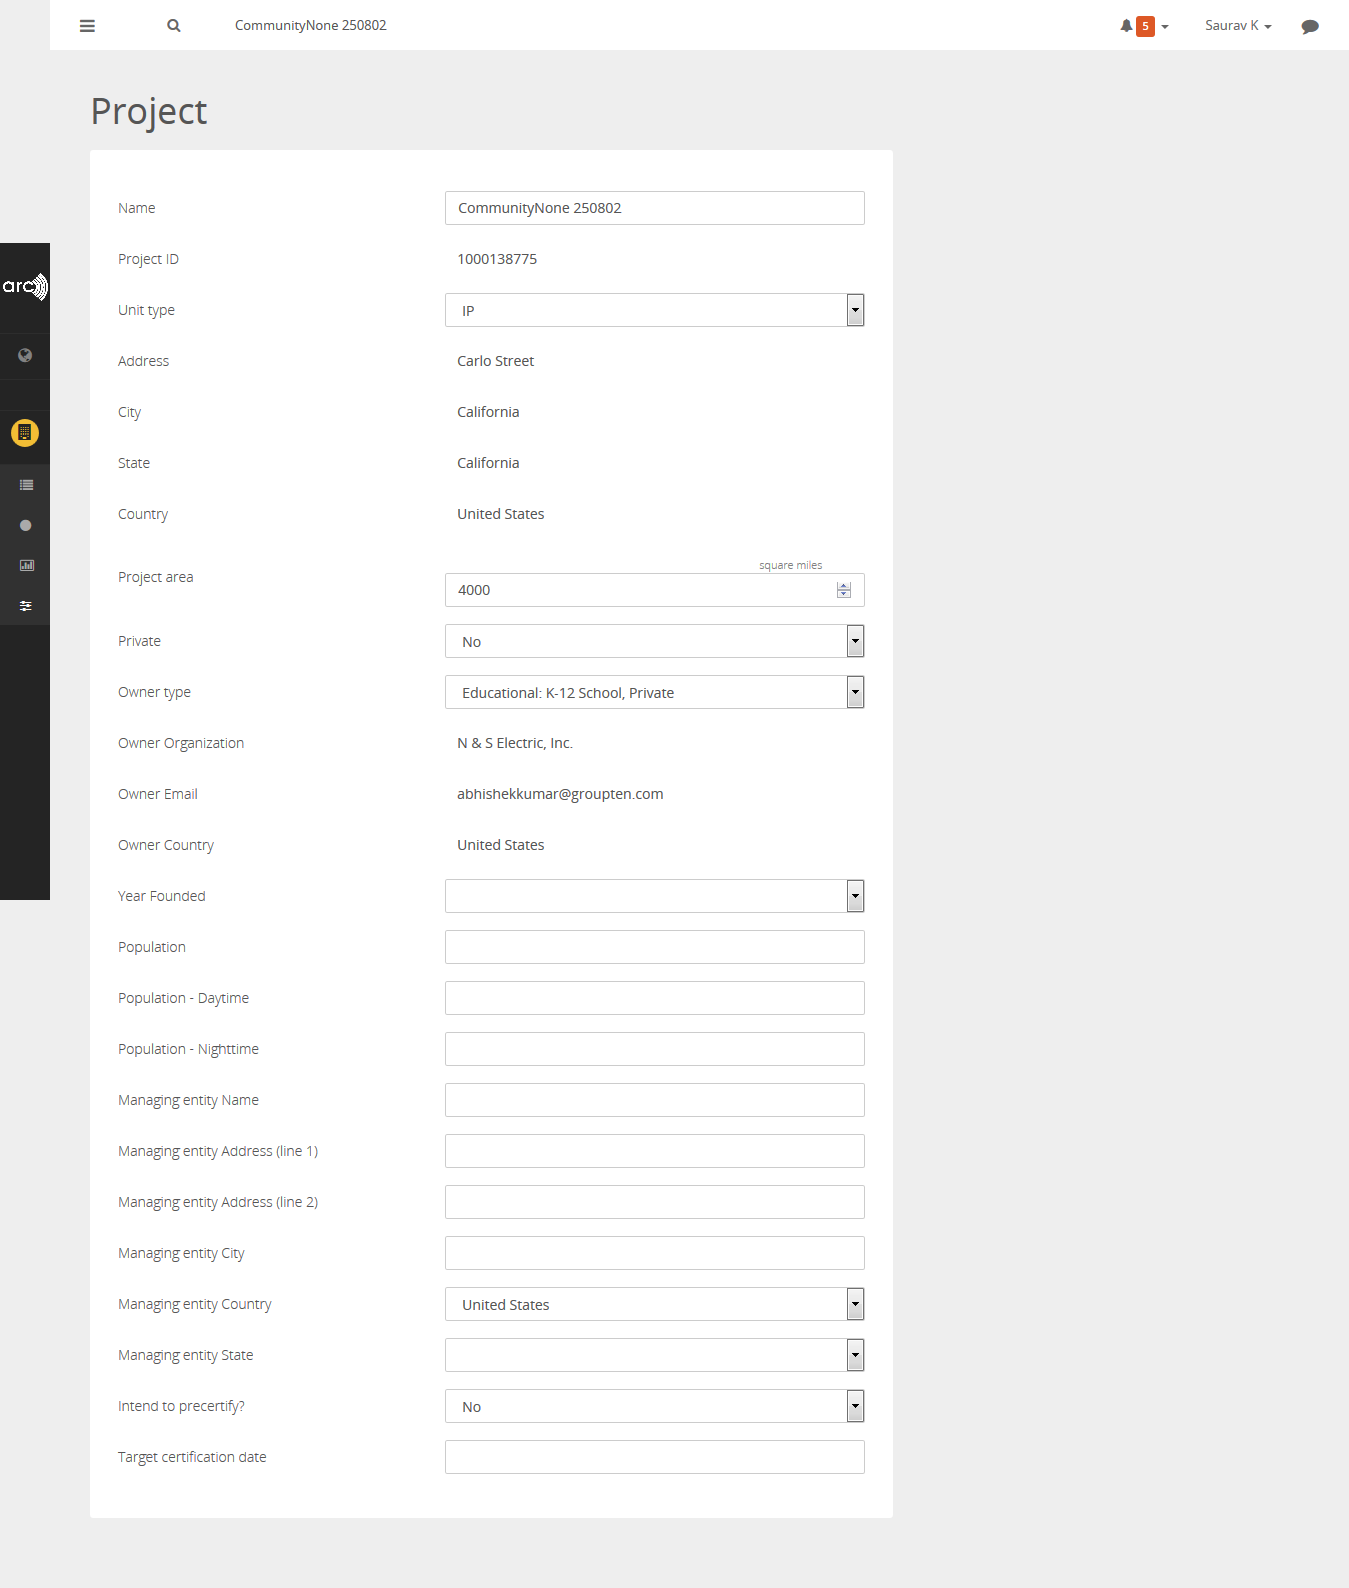 CommunityNone 250802
5
Saurav K
Project
Name
CommunityNone 250802
Project ID
1000138775
arc
Unit type
IP
Address
Carlo Street
City
California
State
California
Country
United States
square miles
Project area
4000
Private
No
Owner type
Educational: K-12 School, Private
Owner Organization
N & S Electric, Inc.
Owner Email
abhishekkumar@groupten.com
Owner Country
United States
Year Founded
Population
Population - Daytime
Population - Nighttime
Managing entity Name
Managing entity Address (line 1)
Managing entity Address (line 2)
Managing entity City
Managing entity Country
United States
Managing entity State
Intend to precertify?
No
Target certification date